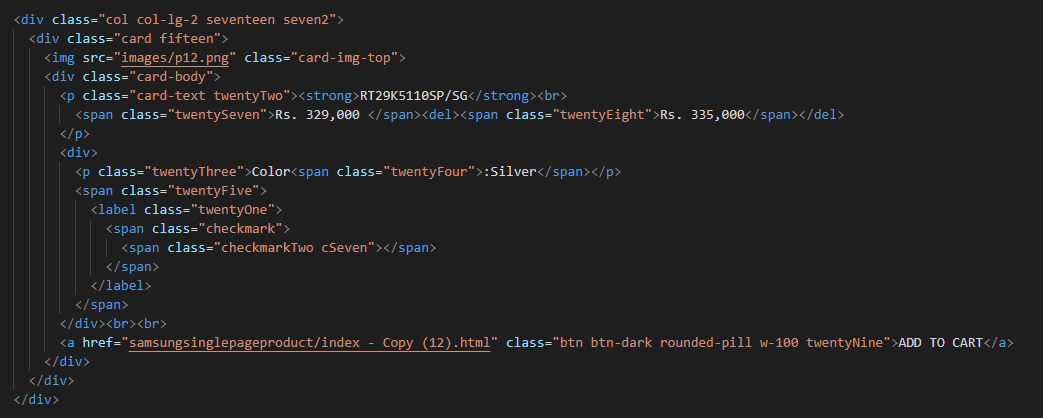 <div class="col col-lg-2 seventeen seven2">
<div class="card fifteen">
<img src="images/p12.png" class="card-img-top">
<div class="card-body">
<p class="card-text twentyTwo"><strong>RT29K5110SP/SG</strong><br>
<span class="twentySeven">Rs. 329,000 </span><del><span class="twentyEight">Rs. 335,000</span></del>
</p>
<div>
<p class="twentyThree">Color<span class="twentyFour">:Silver</span></p>
<span class="twentyFive">
<label class="twentyOne">
<span class="checkmark">
<span class="checkmarkTwo cSeven"></span>
</span>
</label>
</span>
</div><br><br>
<a href="samsungsinglepageproduct/index - Copy (12).html" class="btn btn-dark rounded-pill w-100 twentyNine">ADD TO CART</a>
</div>
</div>
</div>